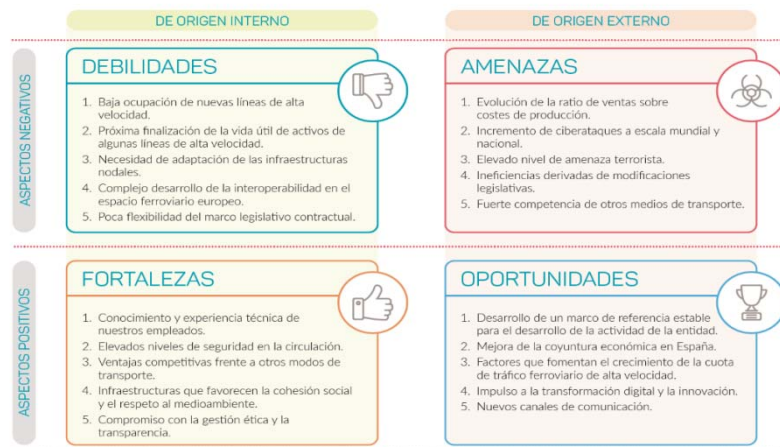 DE ORIGEN INTERNO
DE ORIGEN EXTERNO
ASPECTOS NEGATIVOS
DEBILIDADES
1. Baja ocupación de nuevas líneas de alta
velocidad.
2. Próxima finalización de la vida útil de activos de
algunas líneas de alta velocidad.
3. Necesidad de adaptación de las infraestructuras
nodales.
4. Complejo desarrollo de la interoperabilidad en el
espacio ferroviario europeo.
5. Poca flexibilidad del marco legislativo contractual.
AMENAZAS
1. Evolución de la ratio de ventas sobre
costes de producción.
2. Incremento de ciberataques a escala mundial y
nacional.
3. Elevado nivel de amenaza terrorista.
4. Ineficiencias derivadas de modificaciones
legislativas.
5. Fuerte competencia de otros medios de transporte.
ASPECTOS POSITIVOS
FORTALEZAS
1. Conocimiento y experiencia técnica de
nuestros empleados.
2. Elevados niveles de seguridad en la circulación.
3. Ventajas competitivas frente a otros modos de
transporte.
4. Infraestructuras que favorecen la cohesión social
y el respeto al medioambiente.
5. Compromiso con la gestión ética y la
transparencia.
OPORTUNIDADES
1. Desarrollo de un marco de referencia estable
para el desarrollo de la actividad de la entidad.
2. Mejora de la coyuntura económica en España.
3. Factores que fomentan el crecimiento de la cuota
de tráfico ferroviario de alta velocidad.
4. Impulso a la transformación digital y la innovación.
5. Nuevos canales de comunicación.